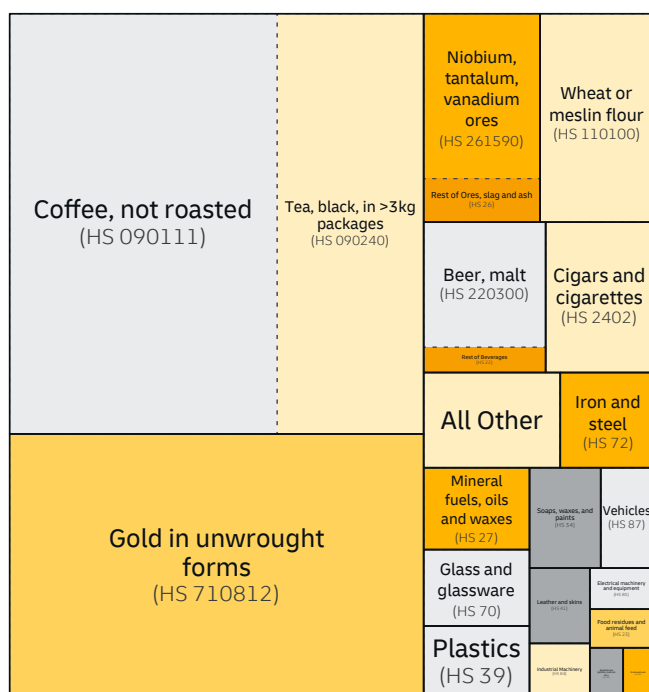 Coffee, not roasted
(HS 090111)
Tea, black, in >3kg
packages
(HS 090240)
Gold in unwrought
forms
(HS 710812)
Niobium,
tantalum,
vanadium
ores
(HS 261590)
Rest of Ores, slag and ash
(HS 26)
Wheat or
meslin flour
(HS 110100)
Beer, malt
(HS 220300)
Rest of Beverages
(HS 22)
Cigars and
cigarettes
(HS 2402)
All Other
Iron and
steel
(HS 72)
Mineral
fuels, oils
and waxes
(HS 27)
Soaps, waxes, and
paints
(HS 34)
Vehicles
(HS 87)
Glass and
glassware
(HS 70)
Leather and skins
(HS 41)
Electrical machinery
and equipment
(HS 85)
Food residues and
animal feed
(HS 23)
Plastics
(HS 39)
Industrial Machinery
(HS 84)